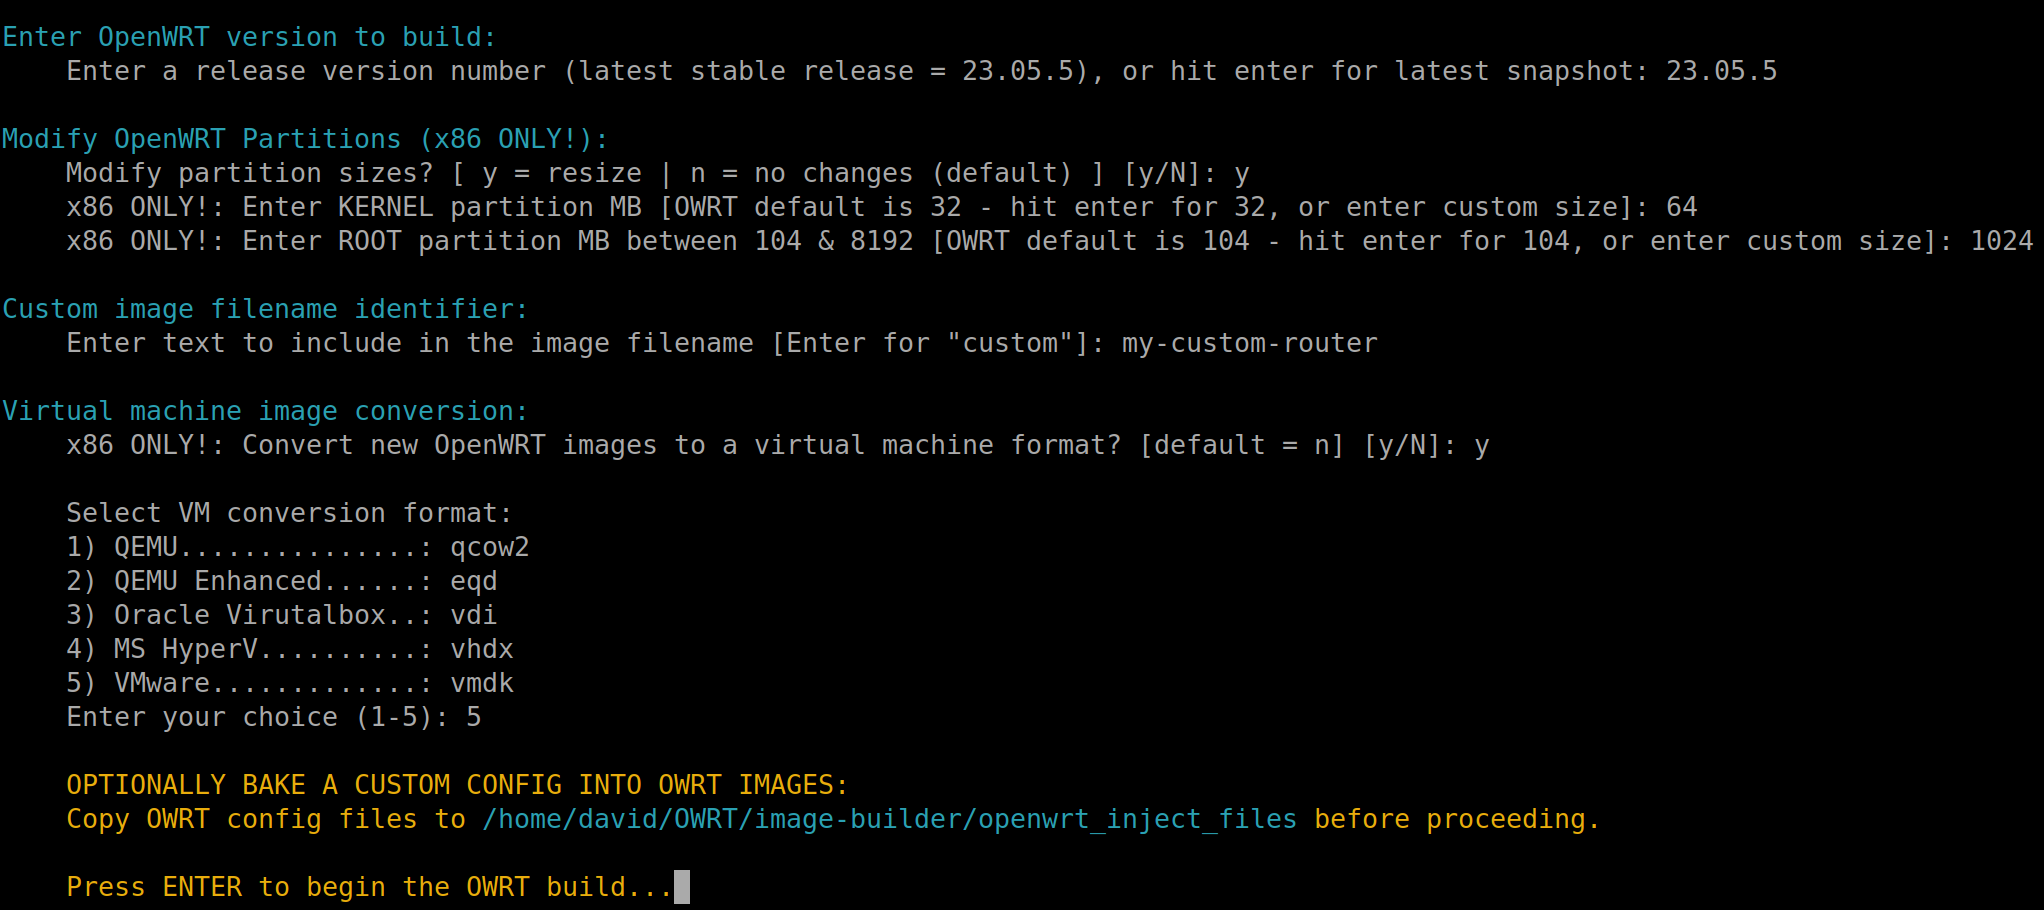 Enter OpenWRT version to build:
Enter a release version number (latest stable release = 23.05.5), or hit enter for latest snapshot: 23.05.5
Modify OpenWRT Partitions (x86 ONLY!):
Modify partition sizes? [ y = resize | n = no changes (default) ] [y/N]: y
x86 ONLY!: Enter KERNEL partition MB [OWRT default is 32 - hit enter for 32, or enter custom size]: 64
x86 ONLY!: Enter ROOT partition MB between 104 & 8192 [OWRT default is 104 - hit enter for 104, or enter custom size]: 1024
Custom image filename identifier:
Enter text to include in the image filename [Enter for "custom"]: my-custom-router
Virtual machine image conversion:
x86 ONLY!: Convert new OpenWRT images to a virtual machine format? [default = n] [y/N]: y
Select VM conversion format:
1) QEMU...............: qcow2
2) QEMU Enhanced......: eqd
3) Oracle Virutalbox..: vdi
4) MS HyperV..........: vhdx
5) VMware.............: vmdk
Enter your choice (1-5): 5
OPTIONALLY BAKE A CUSTOM CONFIG INTO OWRT IMAGES:
Copy OWRT config files to /home/david/OWRT/image-builder/openwrt_inject_files before proceeding.
Press ENTER to begin the OWRT build...